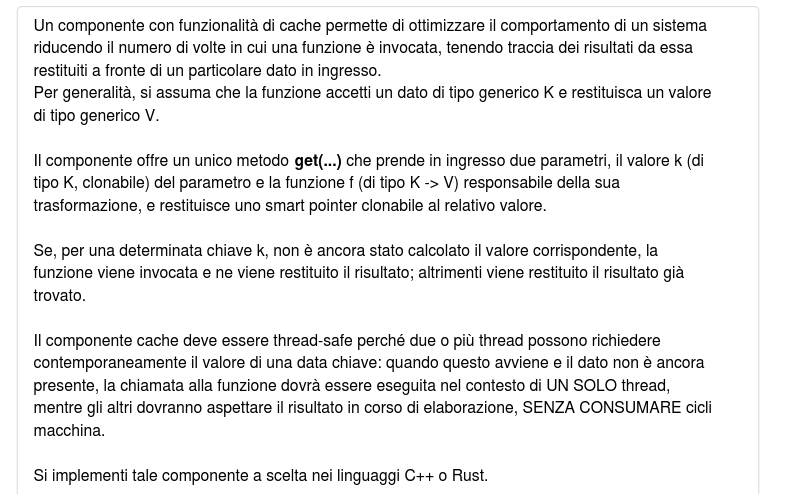 Un componente con funzionalità di cache permette di ottimizzare il comportamento di un sistema
riducendo il numero di volte in cui una funzione è invocata, tenendo traccia dei risultati da essa
restituiti a fronte di un particolare dato in ingresso.
Per generalità, si assuma che la funzione accetti un dato di tipo generico K e restituisca un valore
di tipo generico V.
Il componente offre un unico metodo get(...) che prende in ingresso due parametri, il valore k (di
tipo K, clonabile) del parametro e la funzione f (di tipo K -> V) responsabile della sua
trasformazione, e restituisce uno smart pointer clonabile al relativo valore.
Se, per una determinata chiave k, non è ancora stato calcolato il valore corrispondente, la
funzione viene invocata e ne viene restituito il risultato; altrimenti viene restituito il risultato già
trovato.
Il componente cache deve essere thread-safe perché due o più thread possono richiedere
contemporaneamente il valore di una data chiave: quando questo avviene e il dato non è ancora
presente, la chiamata alla funzione dovrà essere eseguita nel contesto di UN SOLO thread,
mentre gli altri dovranno aspettare il risultato in corso di elaborazione, SENZA CONSUMARE cicli
macchina.
Si implementi tale componente a scelta nei linguaggi C++ o Rust.